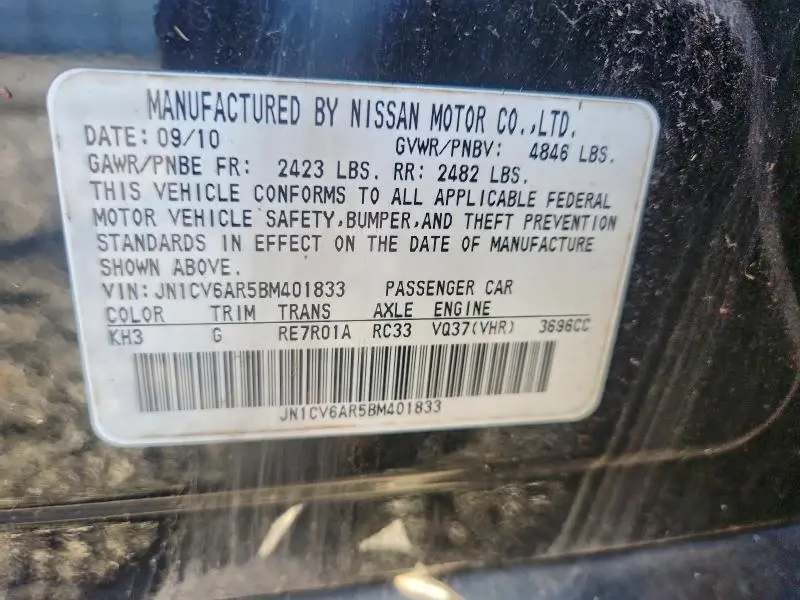 MANUFACTURED BY NISSAN MOTOR CO.,LTD.
DATE: 09/10 GVWR/PNBV: 4846 LBS.
GAWR/PNBE FR: 2423 LBS. RR: 2482 LBS.
THIS VEHICLE CONFORMS TO ALL APPLICABLE FEDERAL
MOTOR VEHICLE SAFETY,BUMPER,AND THEFT PREVENTION
STANDARDS IN EFFECT ON THE DATE OF MANUFACTURE
SHOWN ABOVE.
VIN: JN1CV6AR5BM401833 PASSENGER CAR
COLOR TRIM TRANS AXLE ENGINE
KH3 G RE7R01A RC33 VQ37(VHR) 3696CC
JN1CV6AR5BM401833